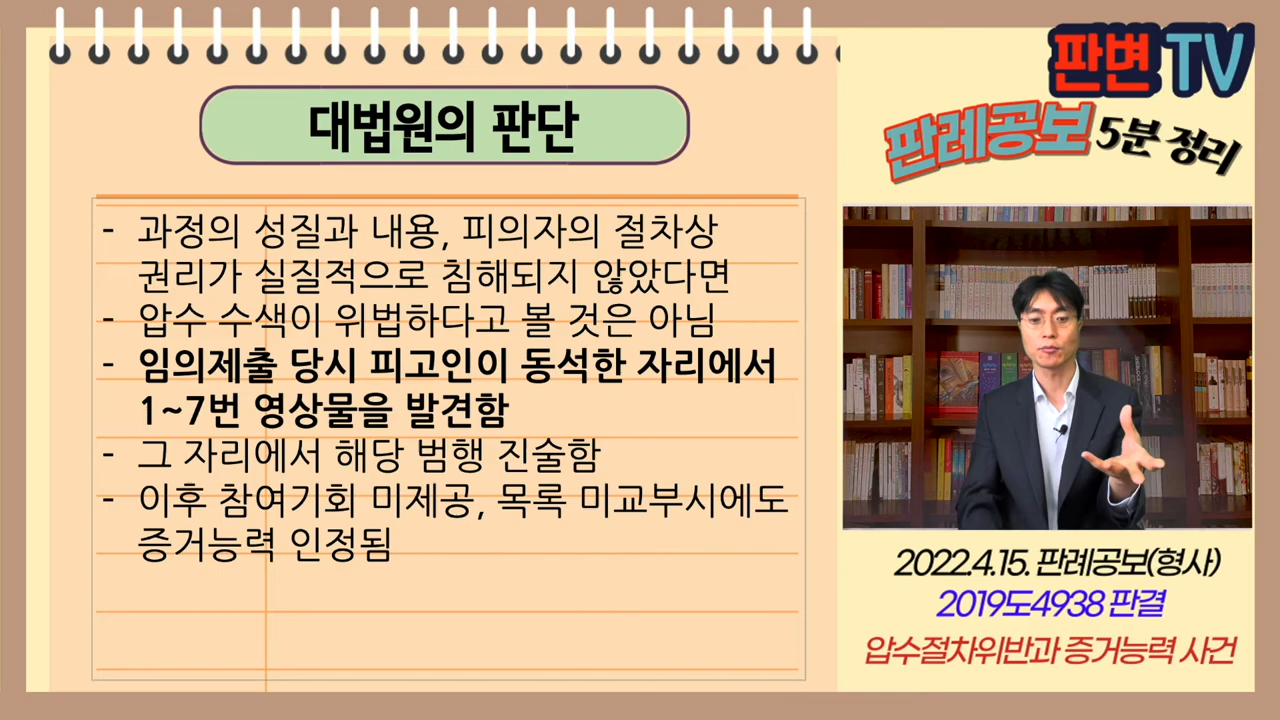 대법원의 판단
- 과정의 성질과 내용, 피의자의 절차상
권리가 실질적으로 침해되지 않았다면
- 압수 수색이 위법하다고 볼 것은 아님
- 임의제출 당시 피고인이 동석한 자리에서
1~7번 영상물을 발견함
- 그 자리에서 해당 범행 진술함
- 이후 참여기회 미제공, 목록 미교부시에도
증거능력 인정됨
판변 TV
판례공보 5분 정리
2022.4.15. 판례공보(형사)
2019도4938 판결
압수절차위반과 증거능력 사건